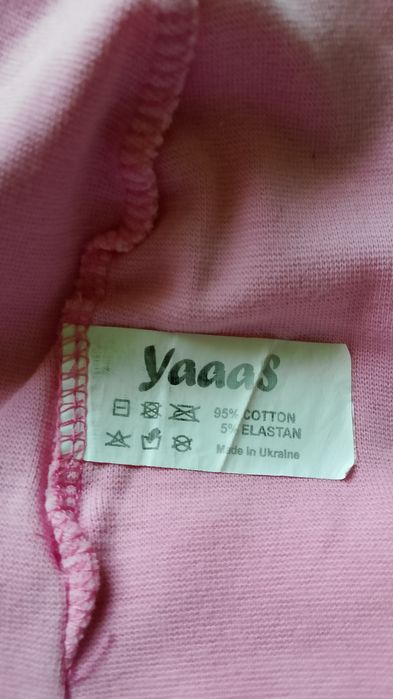 Yaaas
95% COTTON
5% ELASTAN
Made in Ukraine